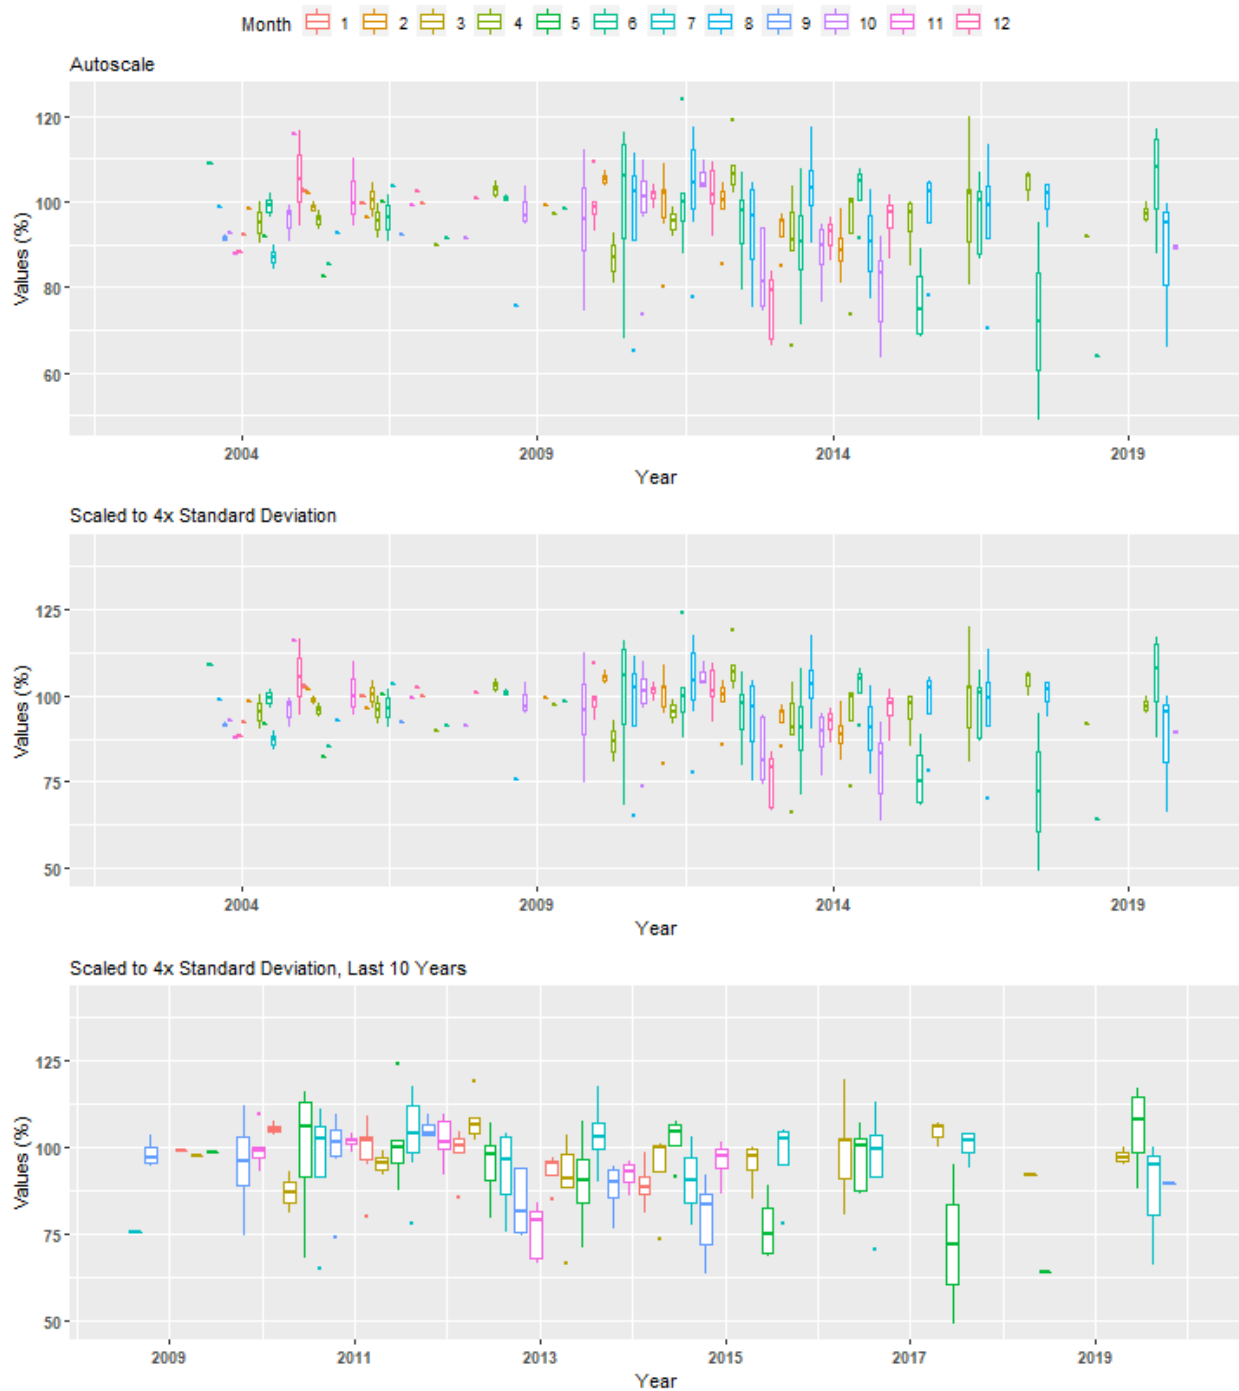 Month 1 2 3 4 5 6 7 8 9 10 11 12
Autoscale
120
100
80
60
Values (%)
2004 2009 2014 2019
Year
Scaled to 4x Standard Deviation
125
100
75
50
Values (%)
2004 2009 2014 2019
Year
Scaled to 4x Standard Deviation, Last 10 Years
125
100
75
50
Values (%)
2009 2011 2013 2015 2017 2019
Year